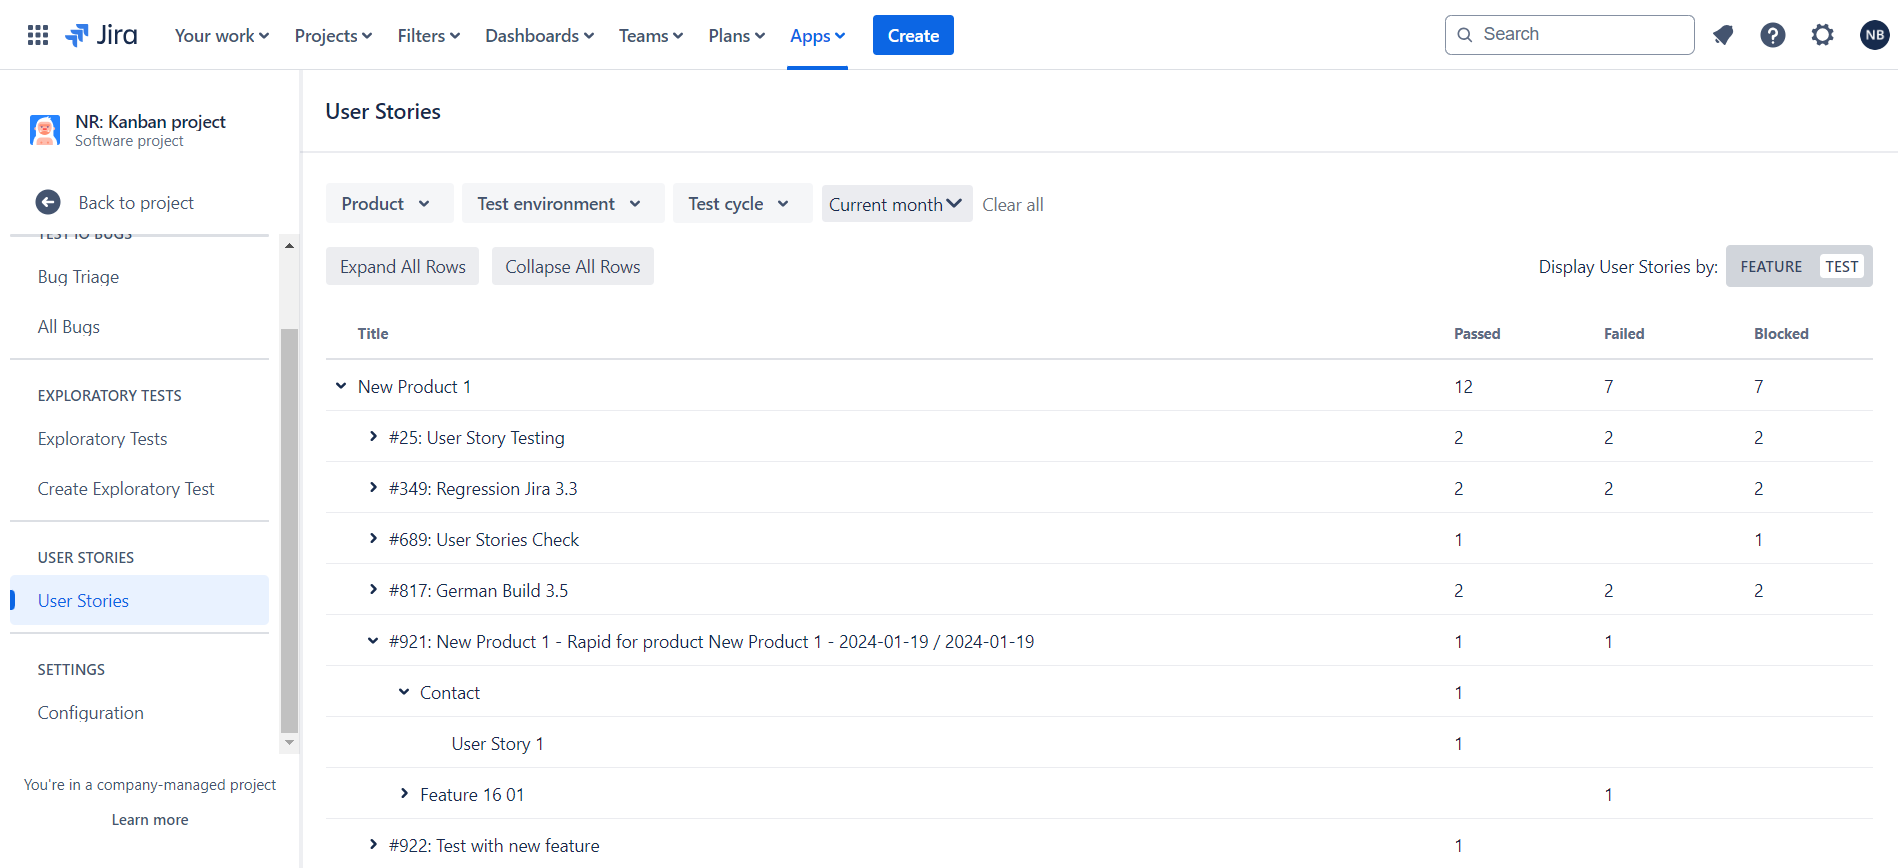 Jira Your work Projects Filters Dashboards Teams Plans Apps Create Search NB
NR: Kanban project
Software project
Back to project
TEST IO BUGS
Bug Triage
All Bugs
EXPLORATORY TESTS
Exploratory Tests
Create Exploratory Test
USER STORIES
User Stories
SETTINGS
Configuration
You're in a company-managed project
Learn more
User Stories
Product Test environment Test cycle Current month Clear all
Expand All Rows Collapse All Rows Display User Stories by: FEATURE TEST
Title Passed Failed Blocked
New Product 1 12 7 7
#25: User Story Testing 2 2 2
#349: Regression Jira 3.3 2 2 2
#689: User Stories Check 1 1
#817: German Build 3.5 2 2 2
#921: New Product 1 - Rapid for product New Product 1 - 2024-01-19 / 2024-01-19 1 1
Contact 1
User Story 1 1
Feature 16 01 1
#922: Test with new feature 1